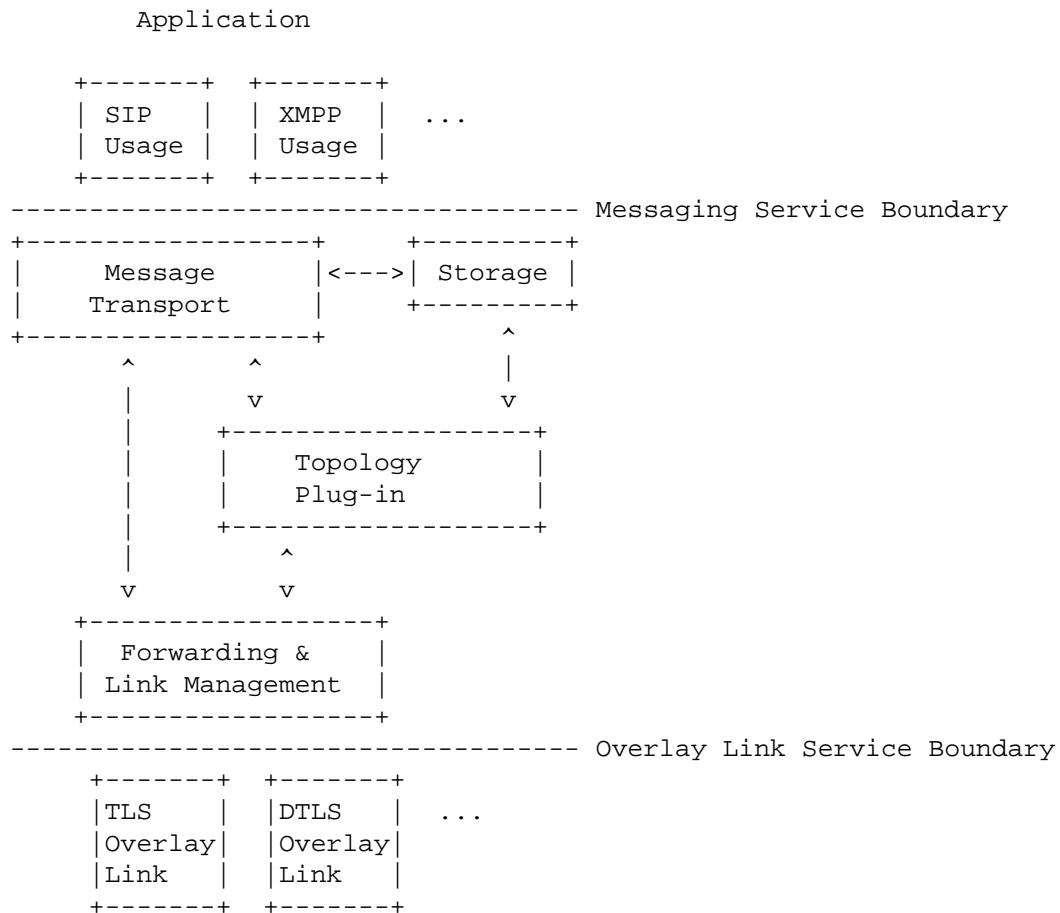 Application
SIP XMPP ...
Usage Usage
Messaging Service Boundary
Message Storage
Transport
Topology
Plug-in
Forwarding &
Link Management
Overlay Link Service Boundary
TLS DTLS ...
Overlay Overlay
Link Link